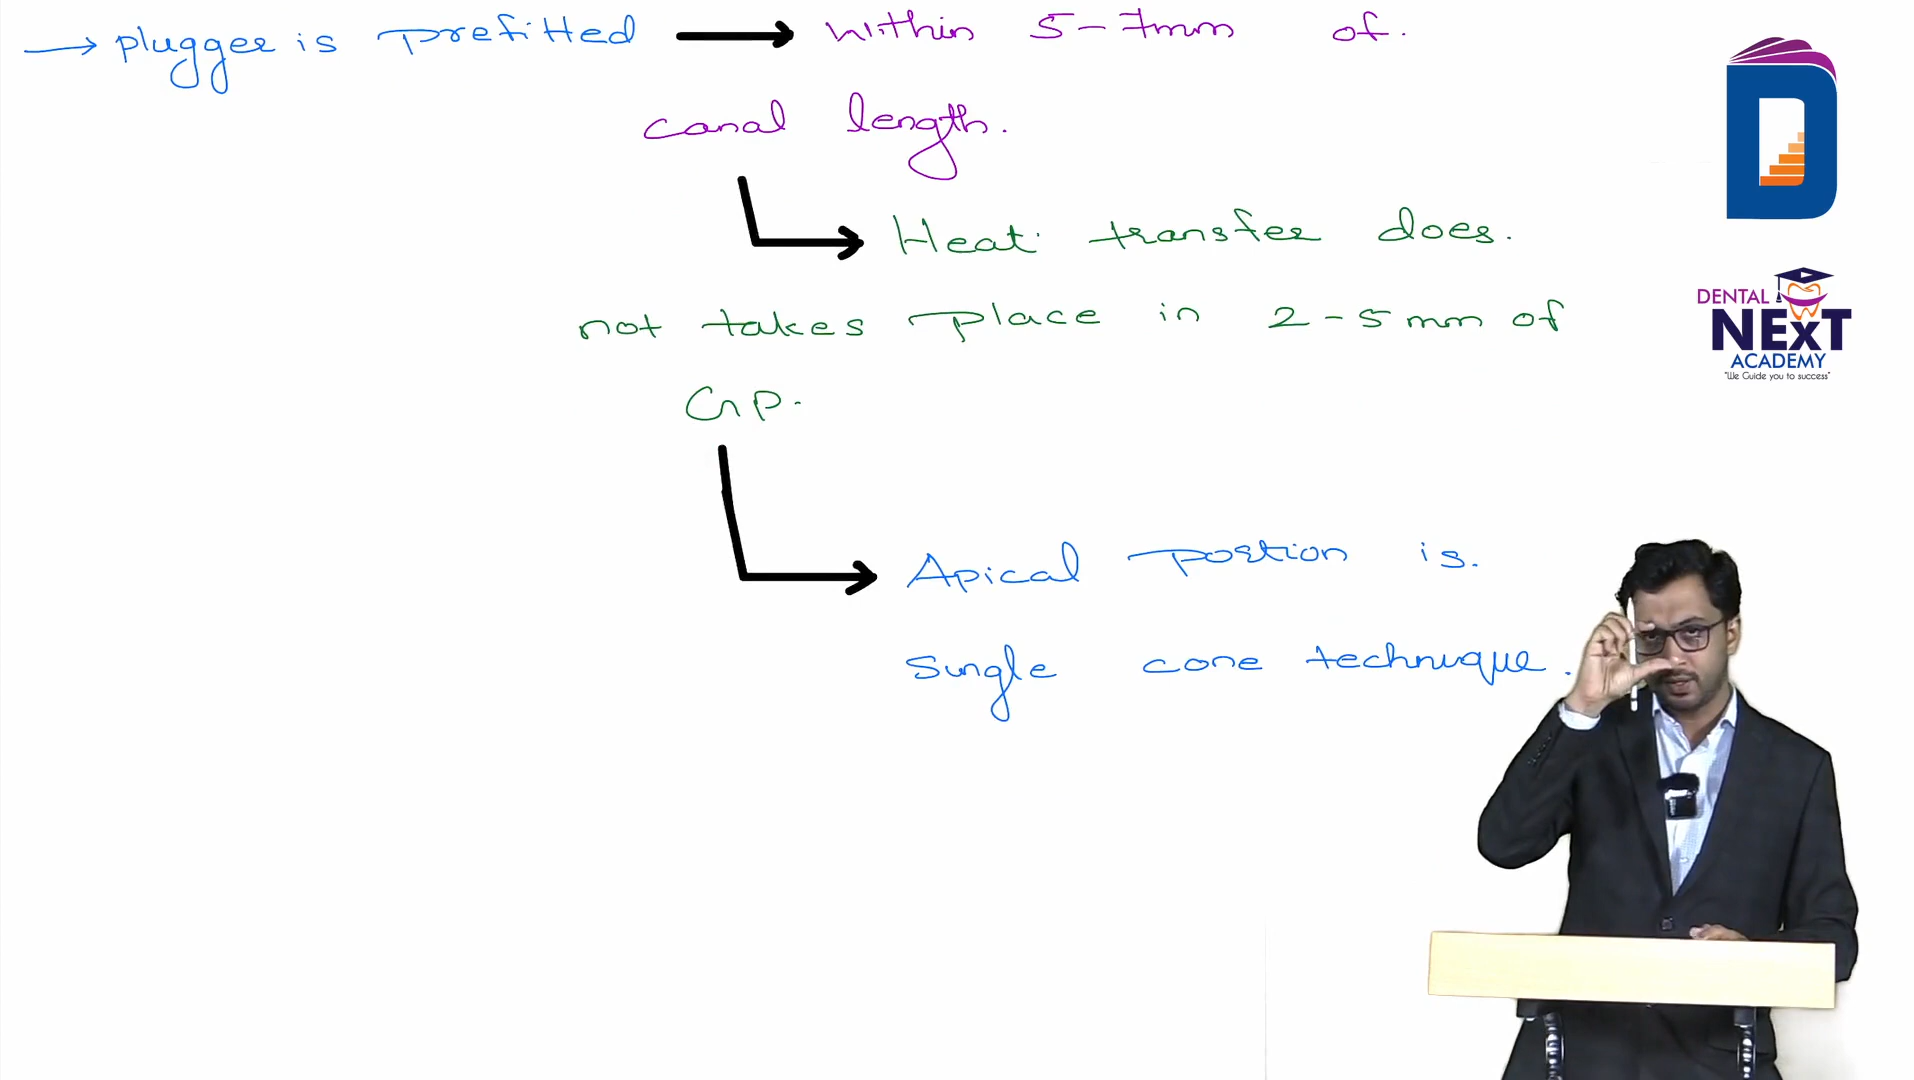 → plugger is prefitted → within 5-7mm of.
canal length.
Heat transfer does.
not takes place in 2-5mm of
GP.
Apical portion is.
single cone technique.
DENTAL
NExT
ACADEMY
"We Guide you to success"